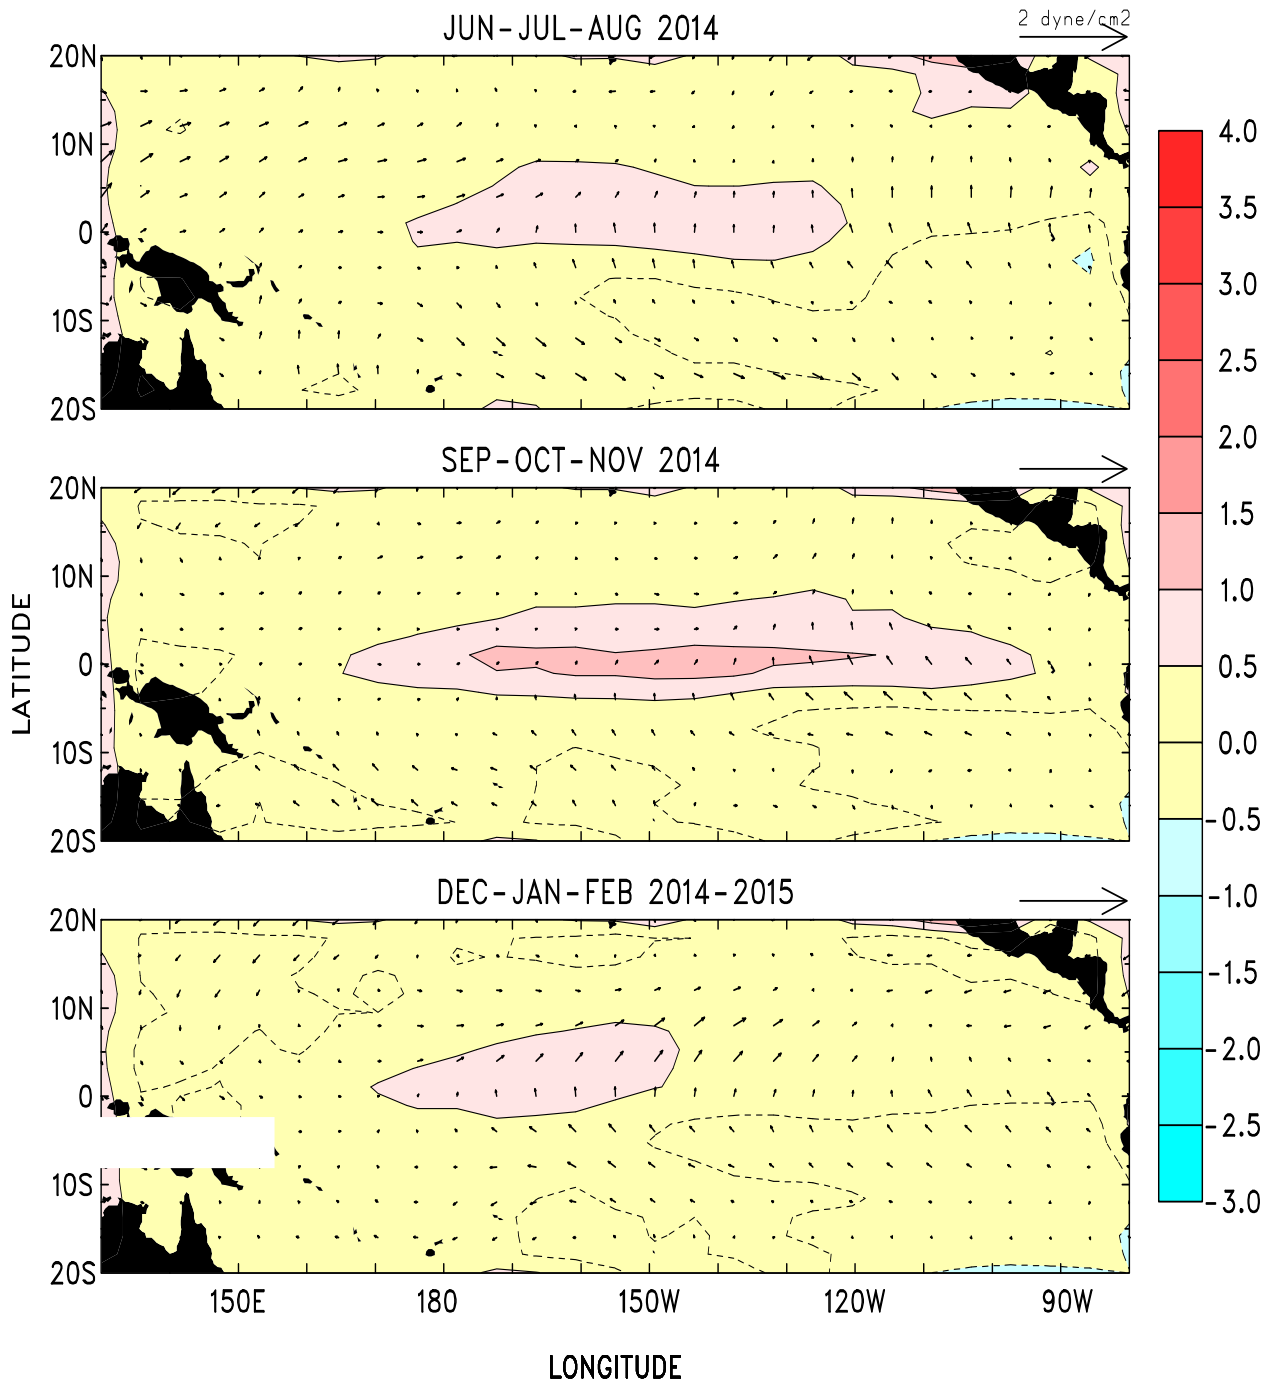 JUN-JUL-AUG 2014
2 dyne/cm2
20N
10N
0
10S
20S
SEP-OCT-NOV 2014
20N
10N
0
10S
20S
LATITUDE
DEC-JAN-FEB 2014-2015
20N
10N
0
10S
20S
150E 180 150W 120W 90W
LONGITUDE
4.0
3.5
3.0
2.5
2.0
1.5
1.0
0.5
0.0
-0.5
-1.0
-1.5
-2.0
-2.5
-3.0